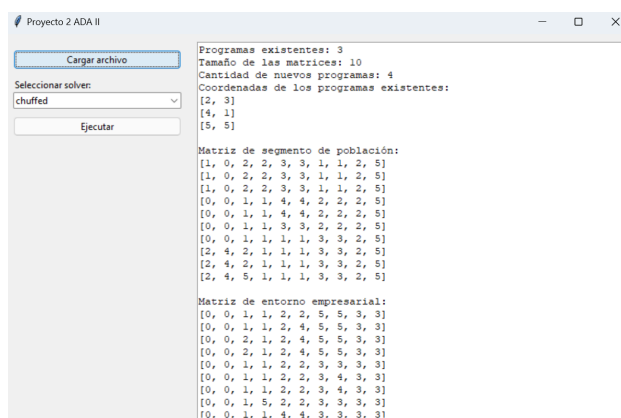 Proyecto 2 ADA II
Cargar archivo
Seleccionar solver:
chuffed
Ejecutar
Programas existentes: 3
Tamaño de las matrices: 10
Cantidad de nuevos programas: 4
Coordenadas de los programas existentes:
[2, 3]
[4, 1]
[5, 5]
Matriz de segmento de población:
[1, 0, 2, 2, 3, 3, 1, 1, 2, 5]
[1, 0, 2, 2, 3, 3, 1, 1, 2, 5]
[1, 0, 2, 2, 3, 3, 1, 1, 2, 5]
[0, 0, 1, 1, 4, 4, 2, 2, 2, 5]
[0, 0, 1, 1, 4, 4, 2, 2, 2, 5]
[0, 0, 1, 1, 3, 3, 2, 2, 2, 5]
[0, 0, 1, 1, 1, 1, 3, 3, 2, 5]
[2, 4, 2, 1, 1, 1, 3, 3, 2, 5]
[2, 4, 2, 1, 1, 1, 3, 3, 2, 5]
[2, 4, 5, 1, 1, 1, 3, 3, 2, 5]
Matriz de entorno empresarial:
[0, 0, 1, 1, 2, 2, 5, 5, 3, 3]
[0, 0, 1, 1, 2, 4, 5, 5, 3, 3]
[0, 0, 2, 1, 2, 4, 5, 5, 3, 3]
[0, 0, 2, 1, 2, 4, 5, 5, 3, 3]
[0, 0, 1, 1, 2, 2, 3, 3, 3, 3]
[0, 0, 1, 1, 2, 2, 3, 4, 3, 3]
[0, 0, 1, 1, 2, 2, 3, 4, 3, 3]
[0, 0, 1, 5, 2, 2, 3, 3, 3, 3]
[0, 0, 1, 1, 4, 4, 3, 3, 3, 3]